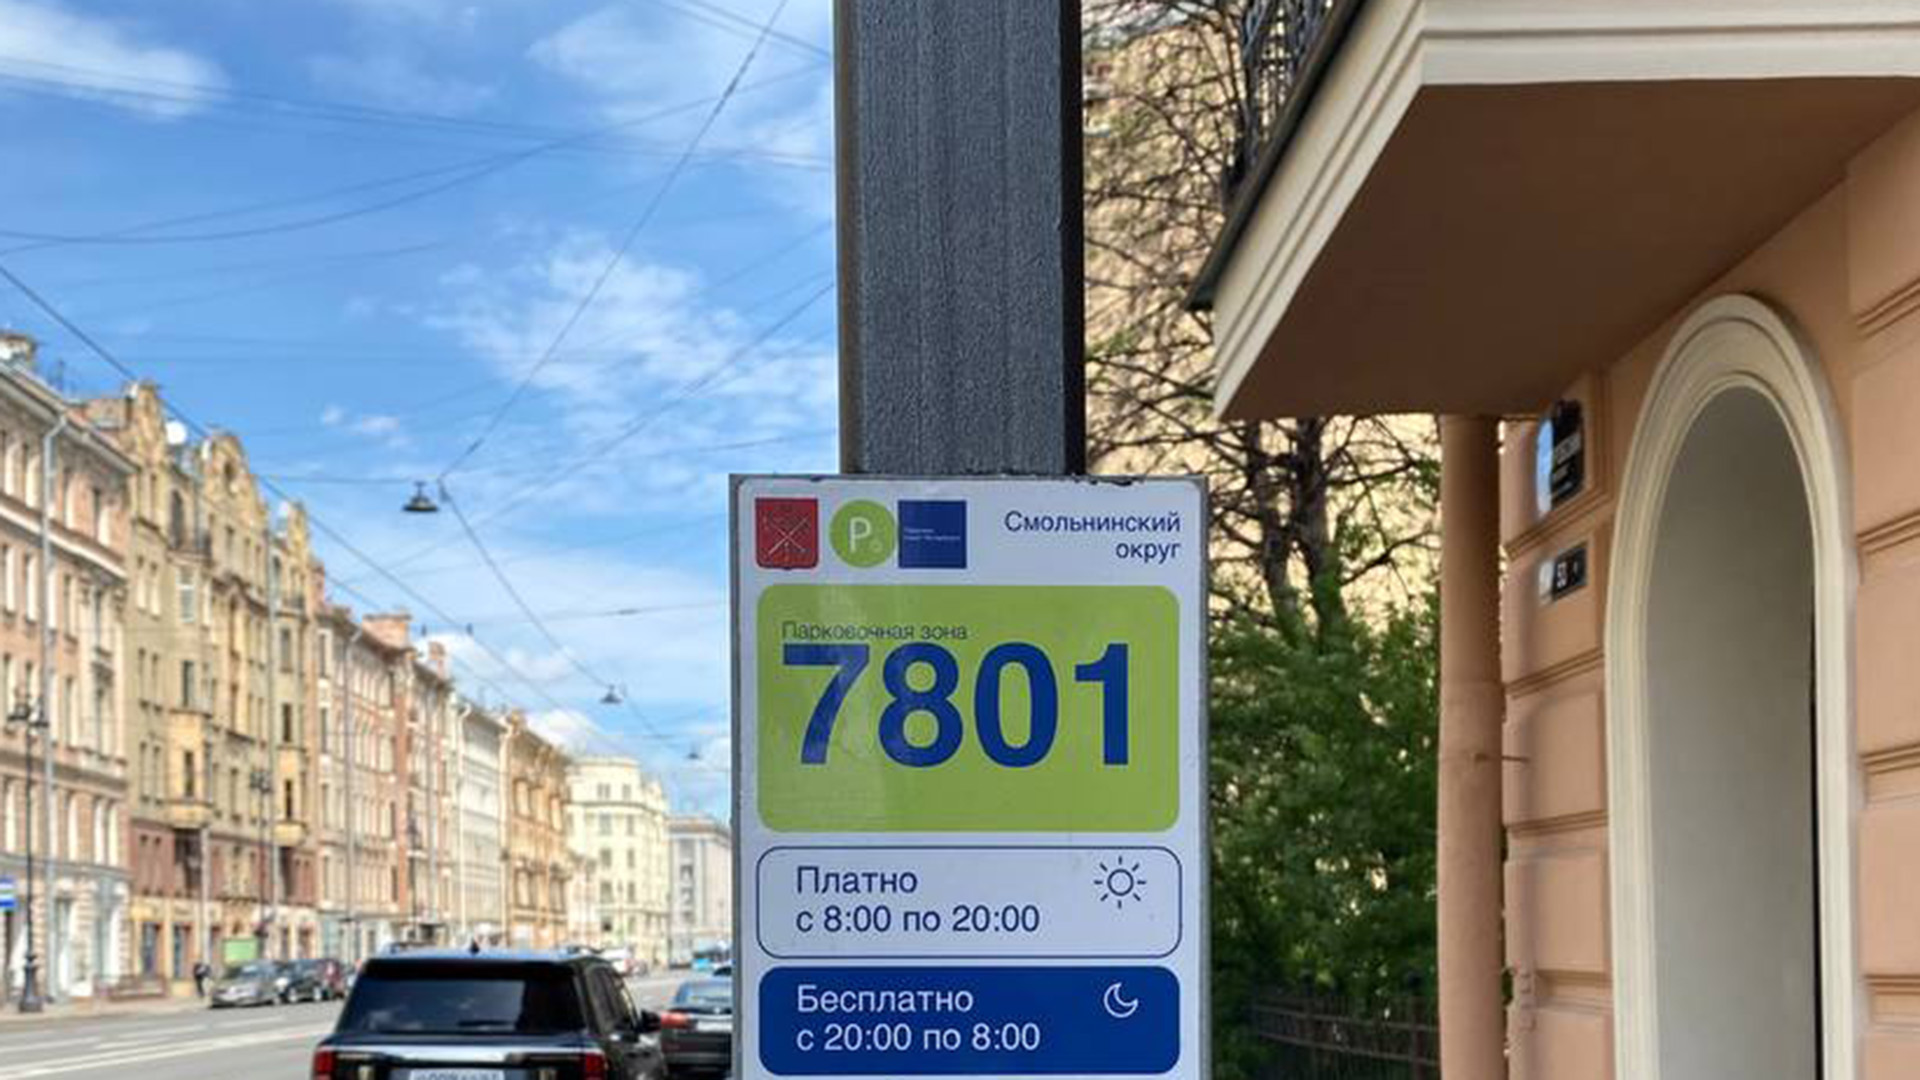 P
Смольнинский
округ
Парковочная зона
7801
Платно
с 8:00 по 20:00
Бесплатно
с 20:00 по 8:00